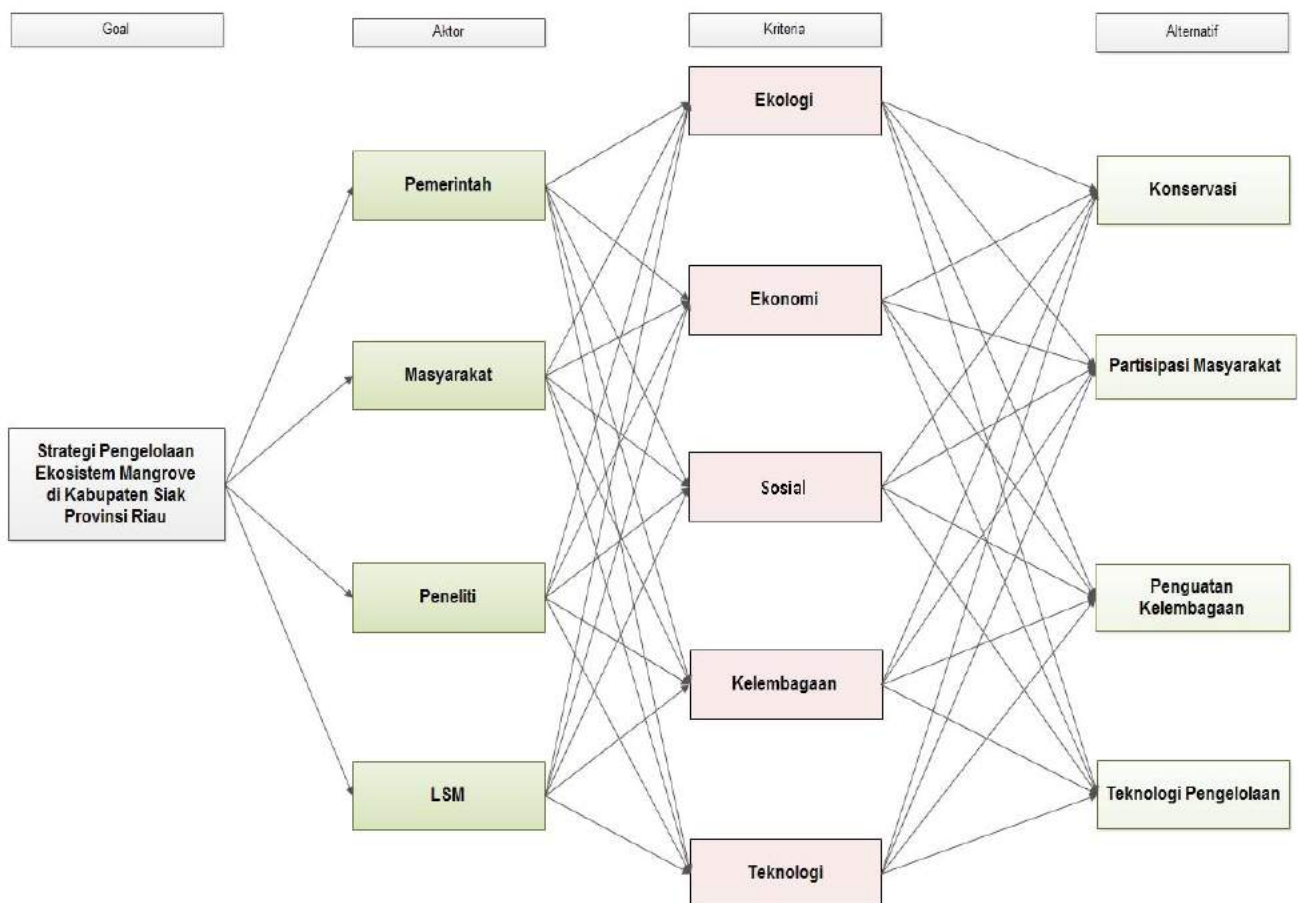 Goal
Aktor
Kriteria
Alternatif
Strategi Pengelolaan
Ekosistem Mangrove
di Kabupaten Siak
Provinsi Riau
Pemerintah
Masyarakat
Peneliti
LSM
Ekologi
Ekonomi
Sosial
Kelembagaan
Teknologi
Konservasi
Partisipasi Masyarakat
Penguatan
Kelembagaan
Teknologi Pengelolaan